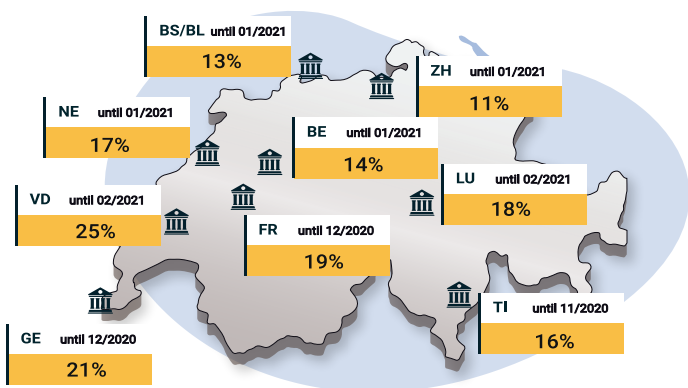 BS/BL until 01/2021
13%
ZH until 01/2021
11%
NE until 01/2021
17%
BE until 01/2021
14%
LU until 02/2021
18%
VD until 02/2021
25%
FR until 12/2020
19%
TI until 11/2020
16%
GE until 12/2020
21%